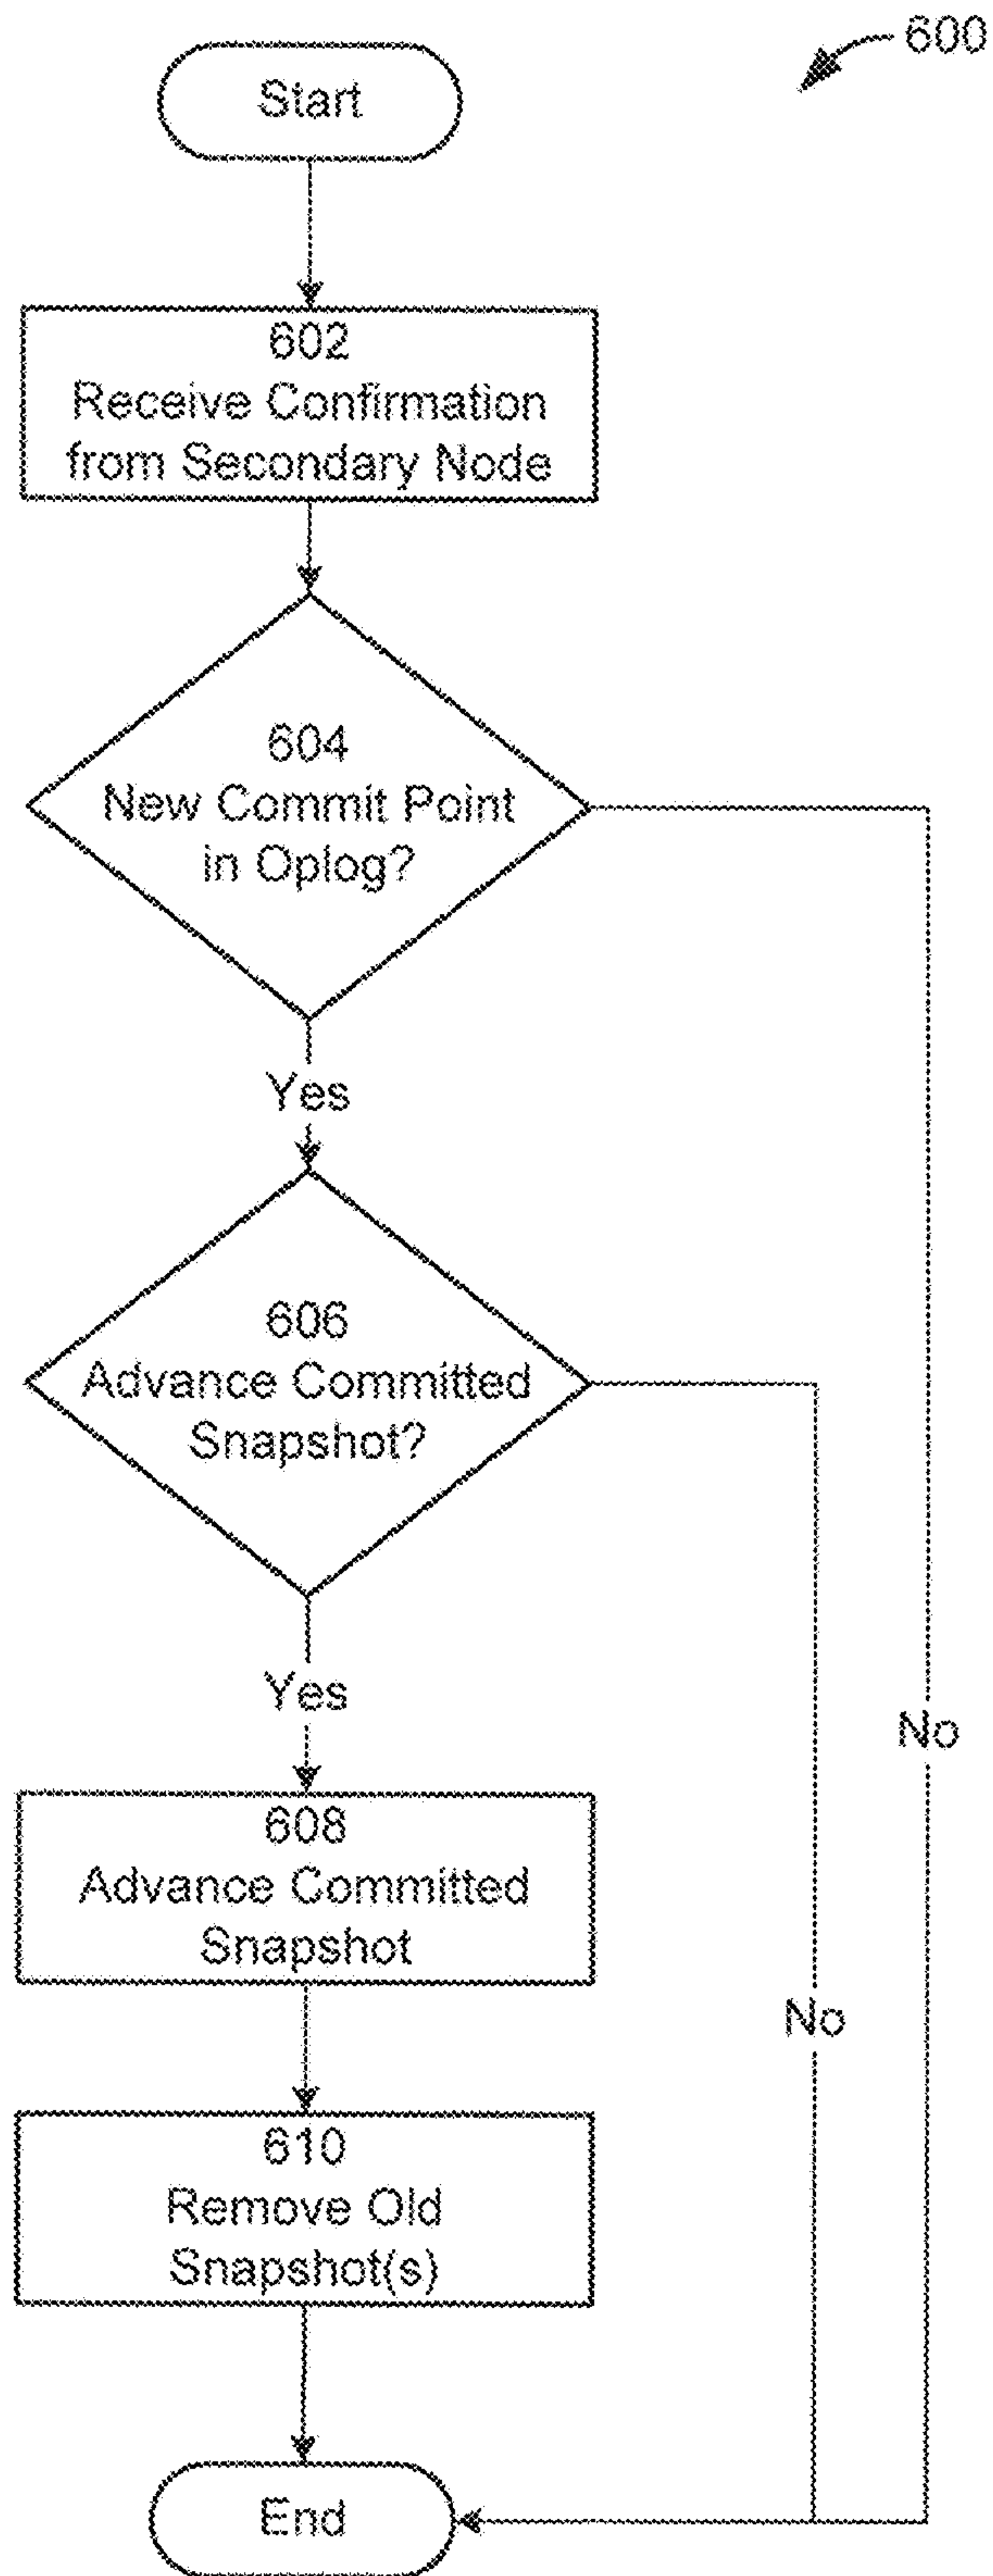 600
Start
602
Receive Confirmation
from Secondary Node
604
New Commit Point
in Oplog?
Yes
606
Advance Committed
Snapshot?
Yes
No
608
Advance Committed
Snapshot
No
610
Remove Old
Snapshot(s)
End